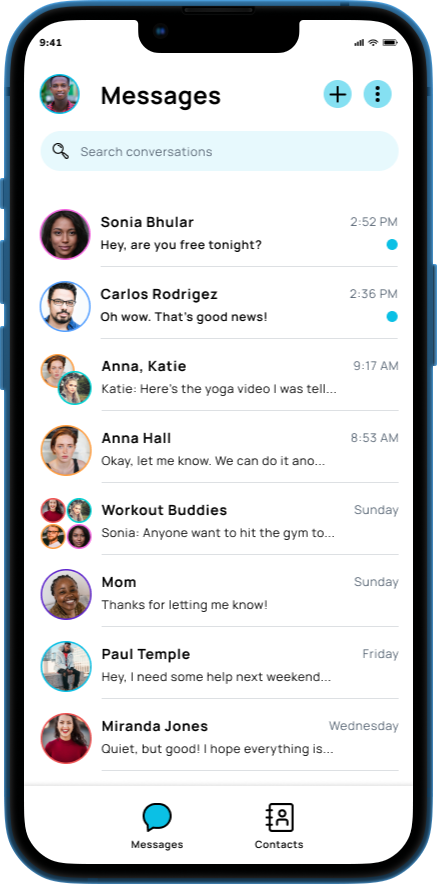 9:41
Messages
Search conversations
Sonia Bhular 2:52 PM
Hey, are you free tonight?
Carlos Rodrigez 2:36 PM
Oh wow. That's good news!
Anna, Katie 9:17 AM
Katie: Here's the yoga video I was tell...
Anna Hall 8:53 AM
Okay, let me know. We can do it ano...
Workout Buddies Sunday
Sonia: Anyone want to hit the gym to...
Mom Sunday
Thanks for letting me know!
Paul Temple Friday
Hey, I need some help next weekend...
Miranda Jones Wednesday
Quiet, but good! I hope everything is...
Messages Contacts